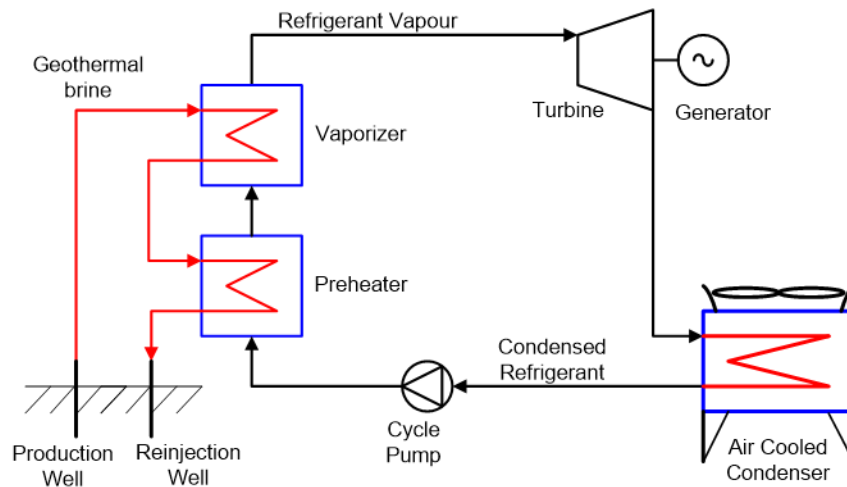 Refrigerant Vapour
Geothermal
brine
Turbine
Generator
Vaporizer
Preheater
Condensed
Refrigerant
Cycle
Pump
Production
Well
Reinjection
Well
Air Cooled
Condenser